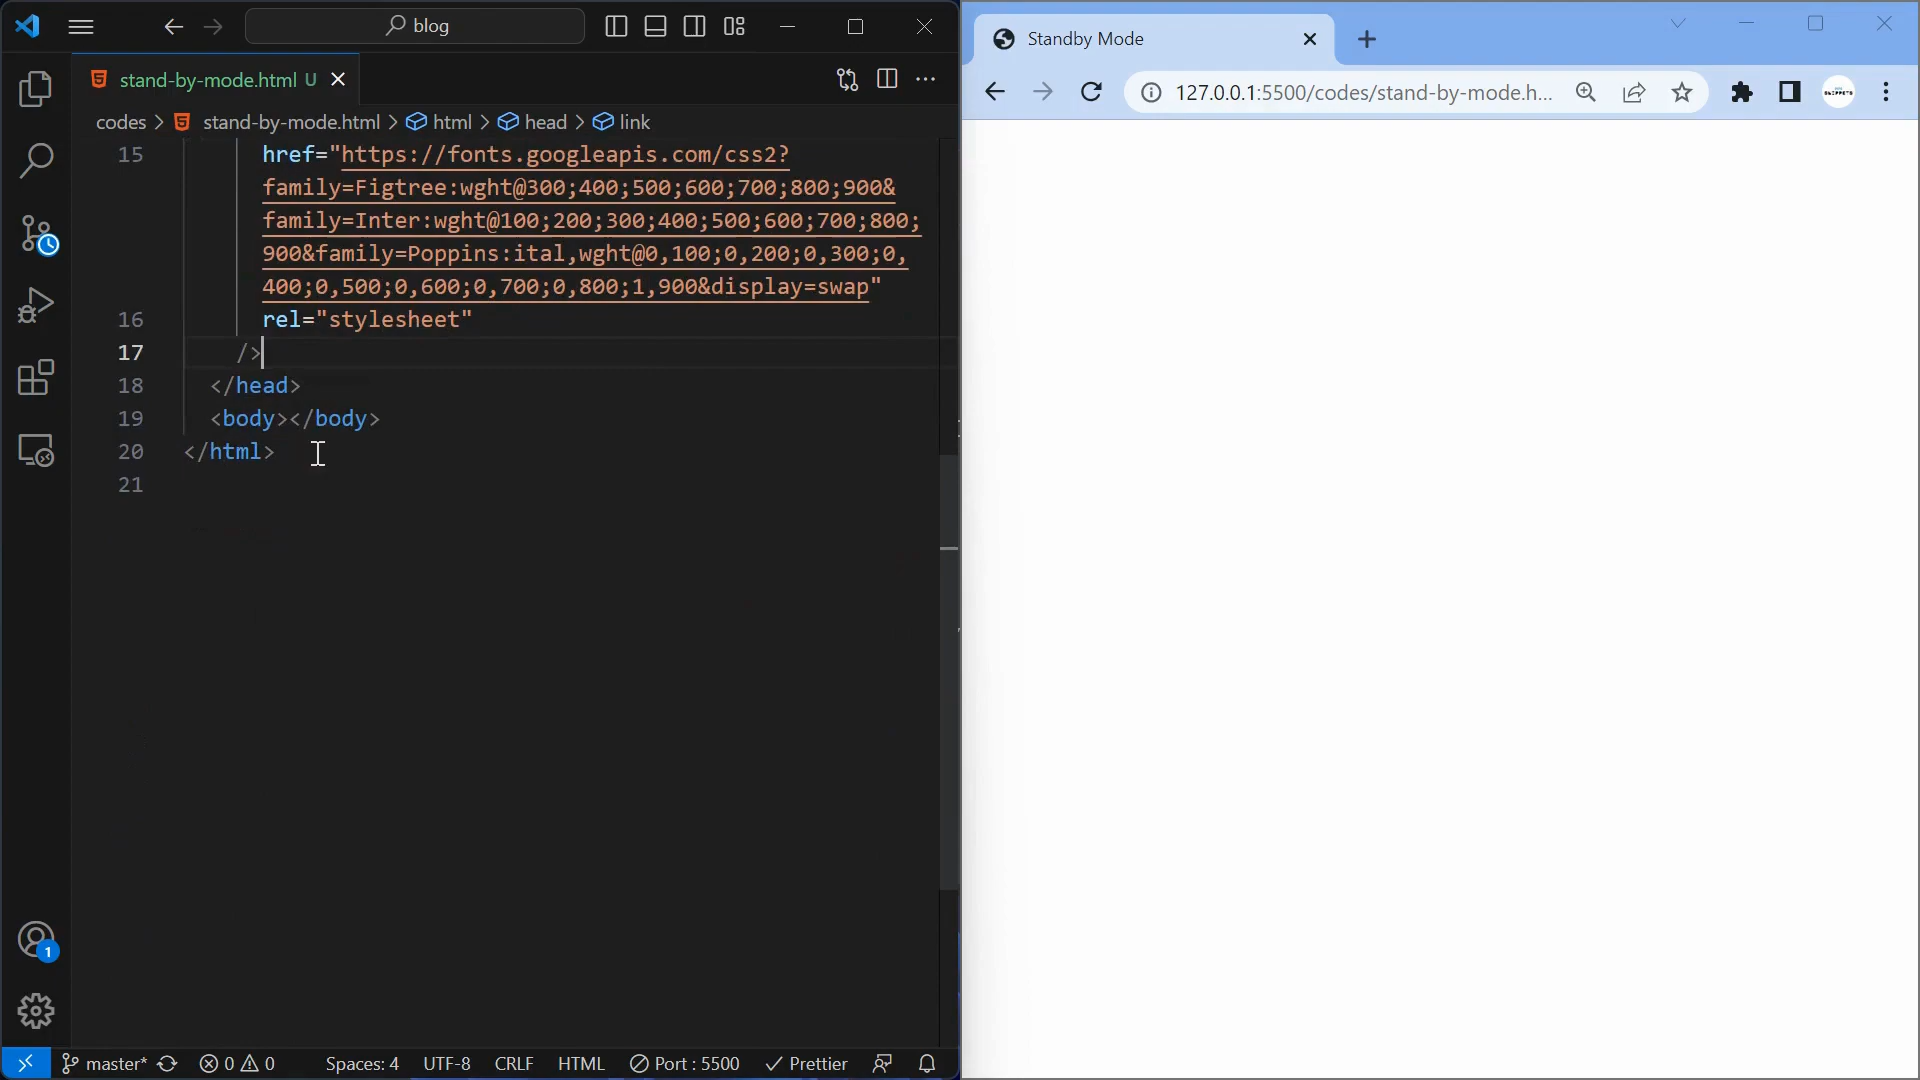 blog
stand-by-mode.html U
codes > stand-by-mode.html > html > head > link
15 href="https://fonts.googleapis.com/css2?
family=Figtree:wght@300;400;500;600;700;800;900&
family=Inter:wght@100;200;300;400;500;600;700;800;
900&family=Poppins:ital,wght@0,100;0,200;0,300;0,
400;0,500;0,600;0,700;0,800;1,900&display=swap"
16 rel="stylesheet"
17 />
18 </head>
19 <body></body>
20 </html>
21
1
master* 0 0 Spaces: 4 UTF-8 CRLF HTML Port : 5500 Prettier
Standby Mode
127.0.0.1:5500/codes/stand-by-mode.h...